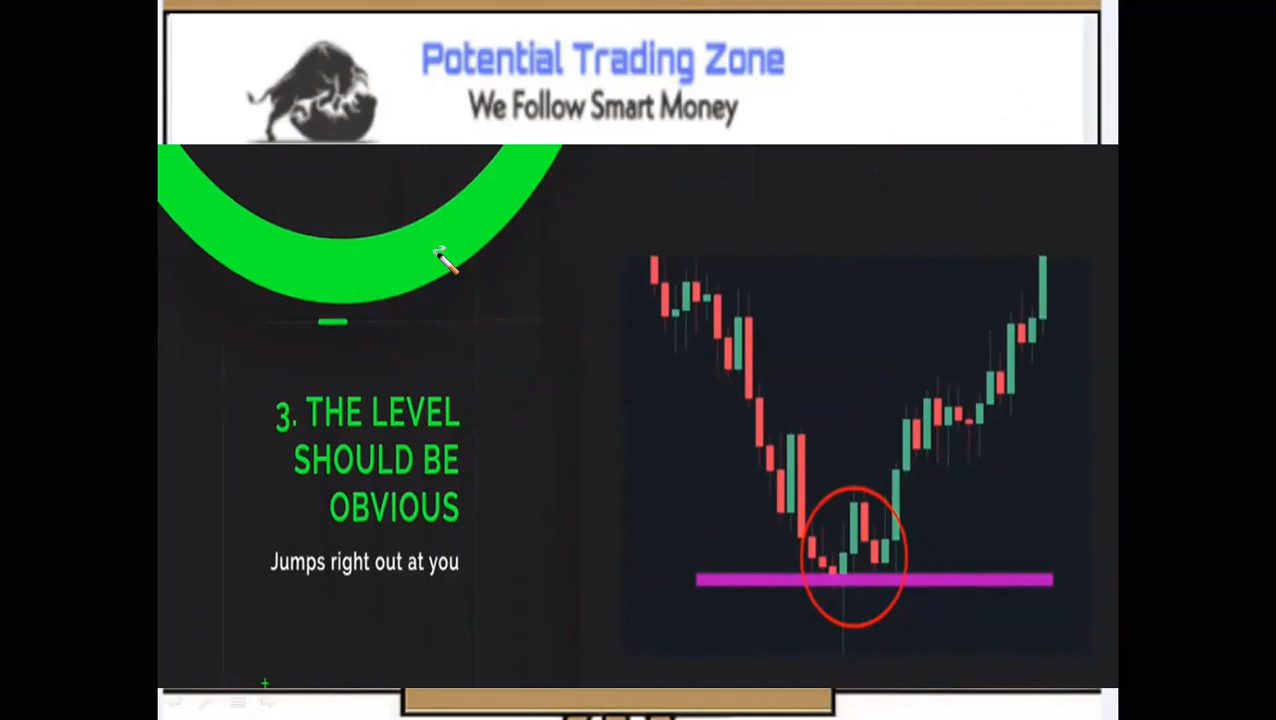 Potential Trading Zone
We Follow Smart Money
3. THE LEVEL
SHOULD BE
OBVIOUS
Jumps right out at you